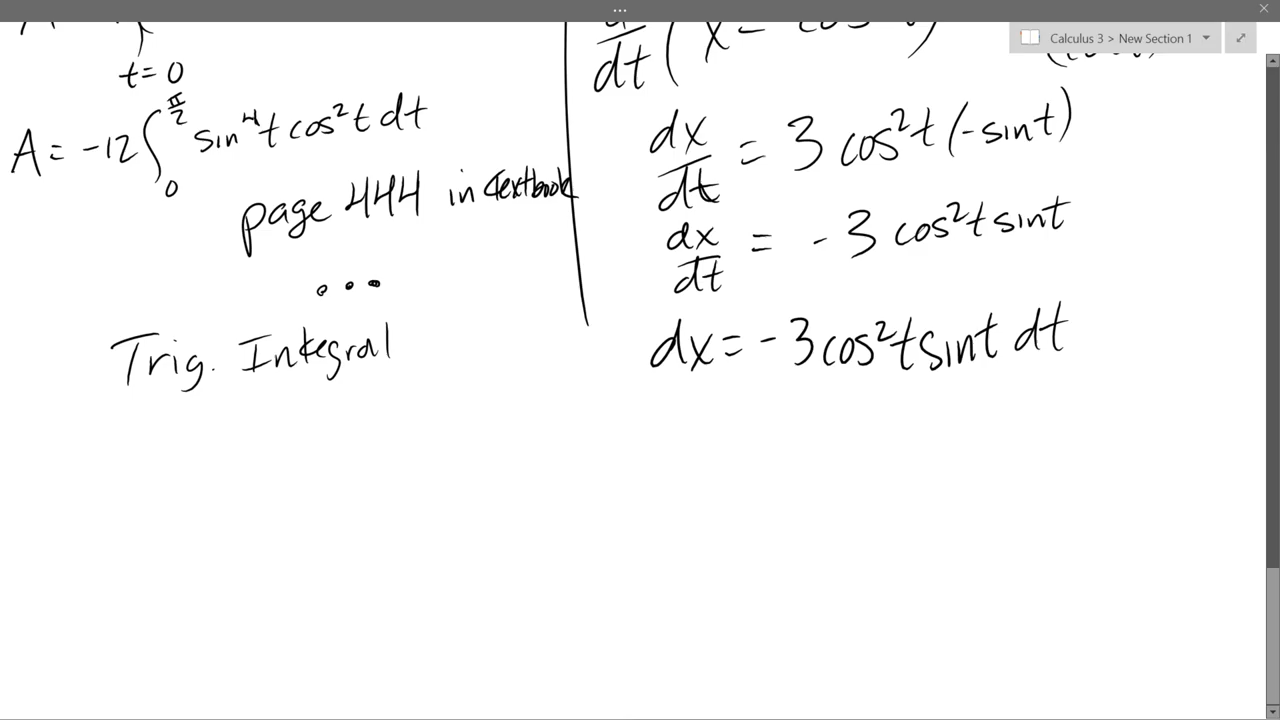 Calculus 3 > New Section 1
t = 0
A = -12 ∫₀^(π/2) sin⁴t cos²t dt
page 444 in textbook
...
Trig. Integral
d/dt ( x =
dx/dt = 3 cos²t (-sint)
dx/dt = - 3 cos²t sint
dx = -3cos²t sint dt